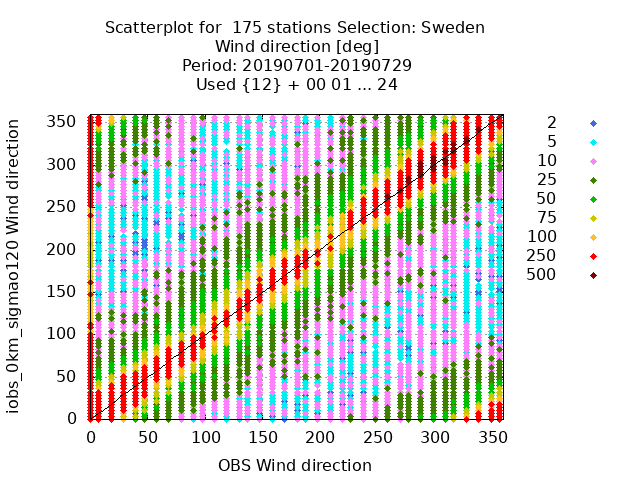 Scatterplot for  175 stations Selection: Sweden
Wind direction [deg]
Period: 20190701-20190729
Used {12} + 00 01 ... 24
iobs_0km_sigmao120 Wind direction
350
300
250
200
150
100
50
0
0 50 100 150 200 250 300 350
OBS Wind direction
2
5
10
25
50
75
100
250
500